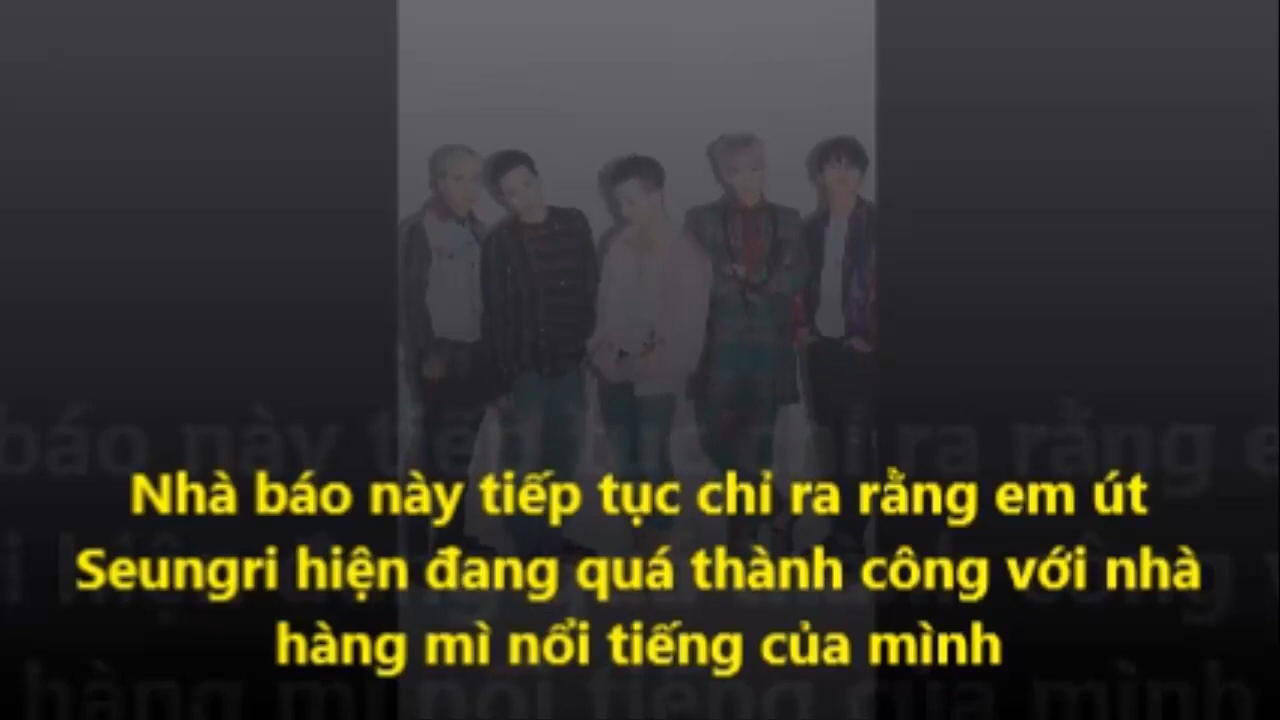 Nhà báo này tiếp tục chỉ ra rằng em út
Seungri hiện đang quá thành công với nhà
hàng mì nổi tiếng của mình